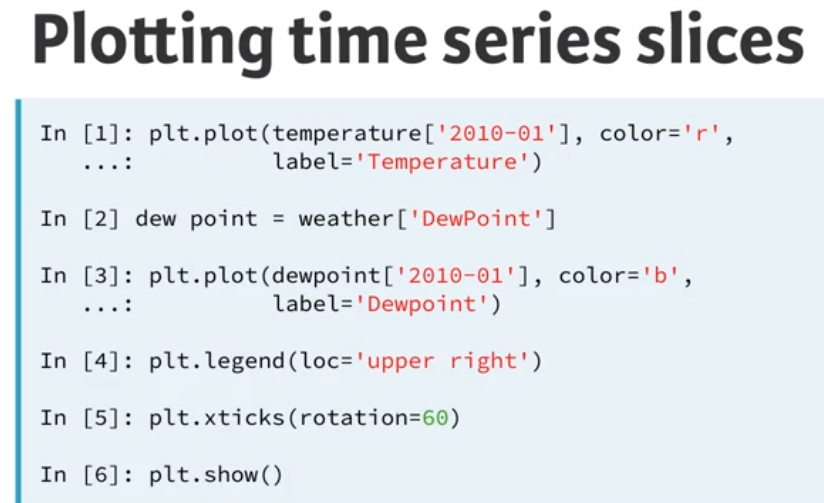 Plotting time series slices
In [1]: plt.plot(temperature['2010-01'], color='r',
...: label='Temperature')
In [2] dew point = weather['DewPoint']
In [3]: plt.plot(dewpoint['2010-01'], color='b',
...: label='Dewpoint')
In [4]: plt.legend(loc='upper right')
In [5]: plt.xticks(rotation=60)
In [6]: plt.show()